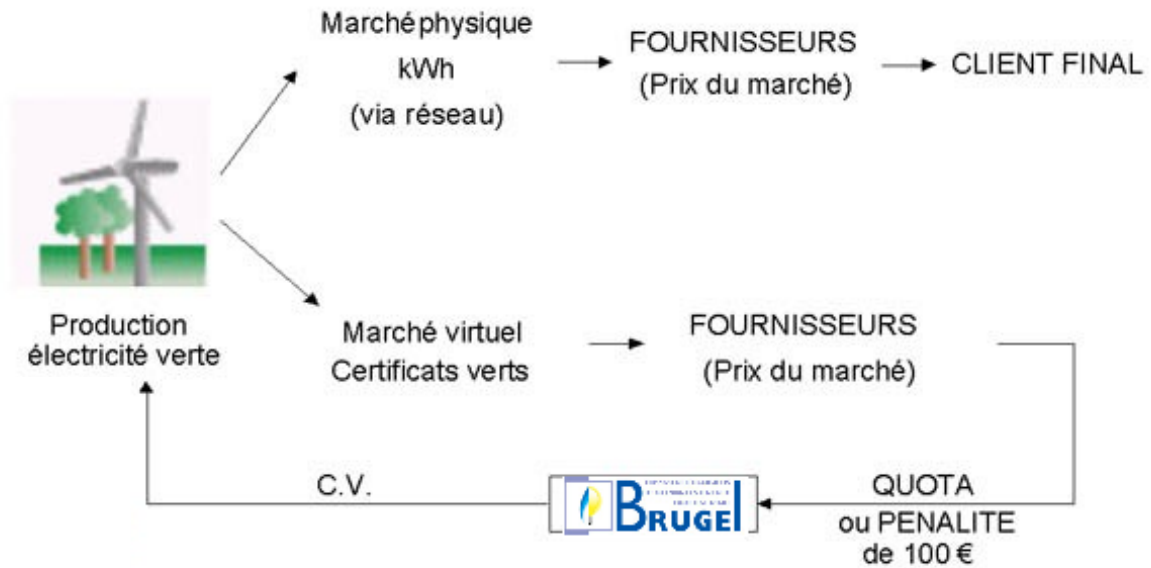 Marché physique
kWh
(via réseau)
FOURNISSEURS
(Prix du marché)
CLIENT FINAL
Production
électricité verte
Marché virtuel
Certificats verts
FOURNISSEURS
(Prix du marché)
C.V.
BRUGEL
QUOTA
ou PENALITE
de 100 €